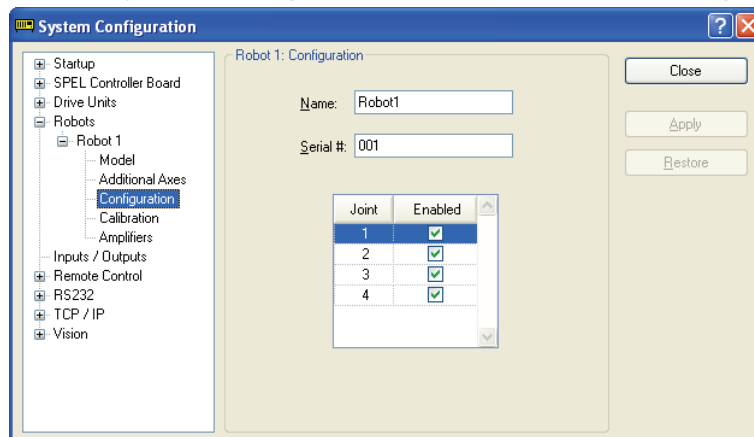 System Configuration
Startup
SPEL Controller Board
Drive Units
Robots
Robot 1
Model
Additional Axes
Configuration
Calibration
Amplifiers
Inputs / Outputs
Remote Control
RS232
TCP / IP
Vision
Robot 1: Configuration
Name: Robot1
Serial #: 001
Joint Enabled
1
2
3
4
Close
Apply
Restore